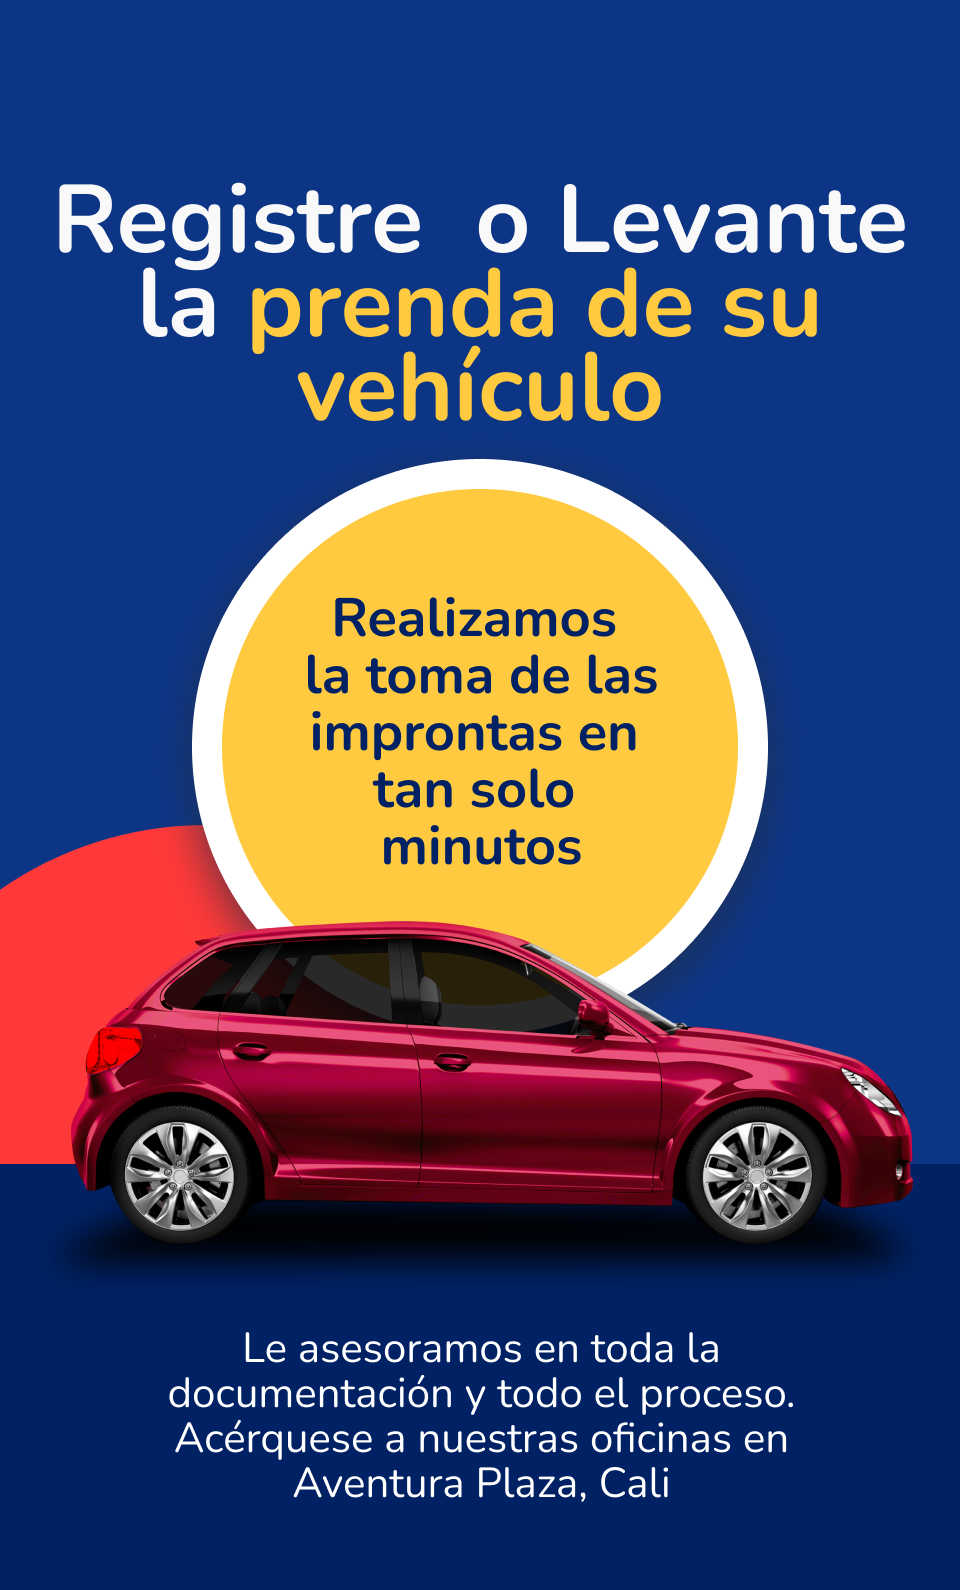 Registre  o Levante
la prenda de su
vehículo
Realizamos
la toma de las
improntas en
tan solo
minutos
Le asesoramos en toda la
documentación y todo el proceso.
Acérquese a nuestras oficinas en
Aventura Plaza, Cali